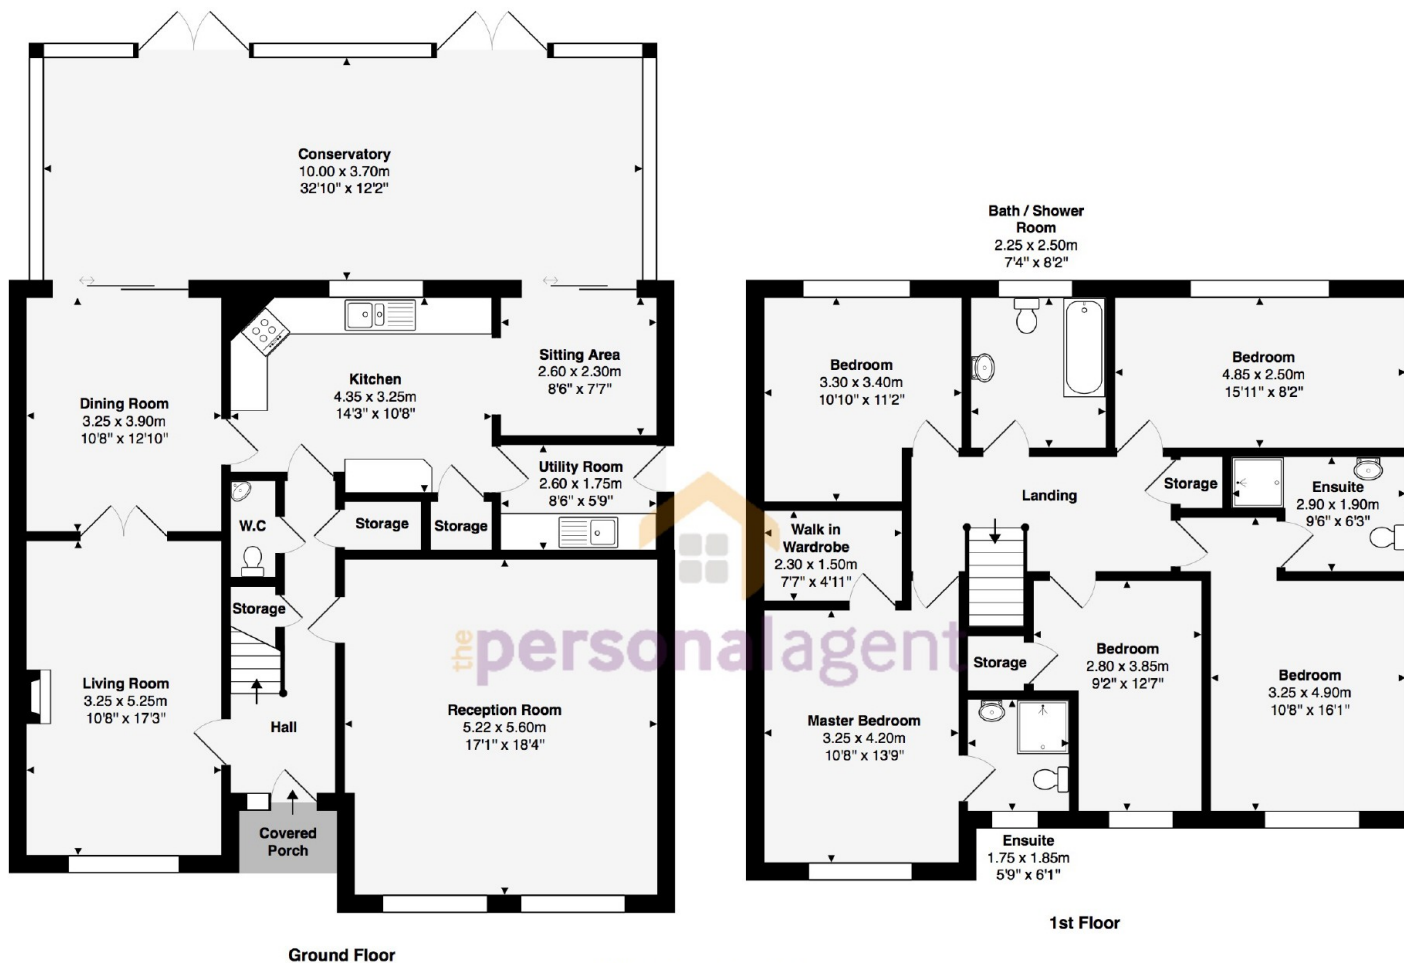 Conservatory
10.00 x 3.70m
32'10" x 12'2"
Dining Room
3.25 x 3.90m
10'8" x 12'10"
Kitchen
4.35 x 3.25m
14'3" x 10'8"
Sitting Area
2.60 x 2.30m
8'6" x 7'7"
Utility Room
2.60 x 1.75m
8'6" x 5'9"
W.C
Storage
Storage
Storage
Living Room
3.25 x 5.25m
10'8" x 17'3"
Hall
Reception Room
5.22 x 5.60m
17'1" x 18'4"
Covered
Porch
Ground Floor
the personalagent
Bath / Shower
Room
2.25 x 2.50m
7'4" x 8'2"
Bedroom
3.30 x 3.40m
10'10" x 11'2"
Bedroom
4.85 x 2.50m
15'11" x 8'2"
Landing
Storage
Ensuite
2.90 x 1.90m
9'6" x 6'3"
Walk in
Wardrobe
2.30 x 1.50m
7'7" x 4'11"
Storage
Bedroom
2.80 x 3.85m
9'2" x 12'7"
Bedroom
3.25 x 4.90m
10'8" x 16'1"
Master Bedroom
3.25 x 4.20m
10'8" x 13'9"
Ensuite
1.75 x 1.85m
5'9" x 6'1"
1st Floor